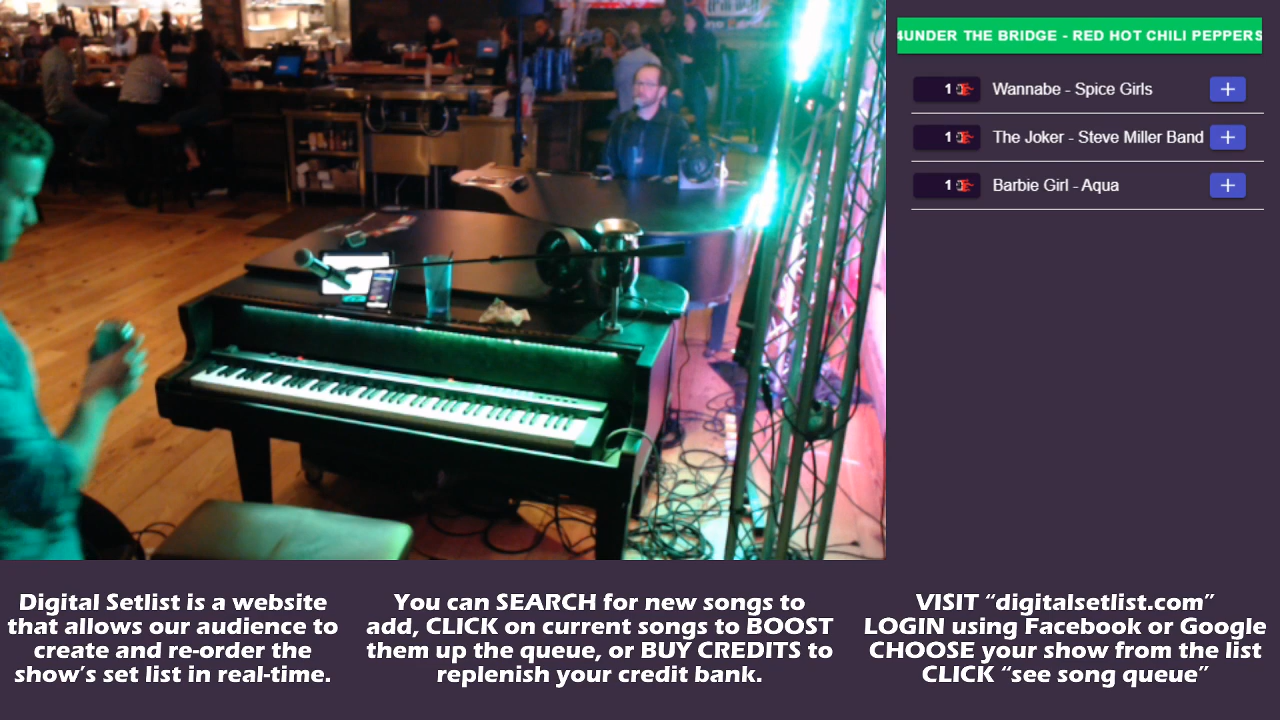 4UNDER THE BRIDGE - RED HOT CHILI PEPPERS
1 Wannabe - Spice Girls +
1 The Joker - Steve Miller Band +
1 Barbie Girl - Aqua +
Digital Setlist is a website
that allows our audience to
create and re-order the
show's set list in real-time.
You can SEARCH for new songs to
add, CLICK on current songs to BOOST
them up the queue, or BUY CREDITS to
replenish your credit bank.
VISIT “digitalsetlist.com”
LOGIN using Facebook or Google
CHOOSE your show from the list
CLICK “see song queue”